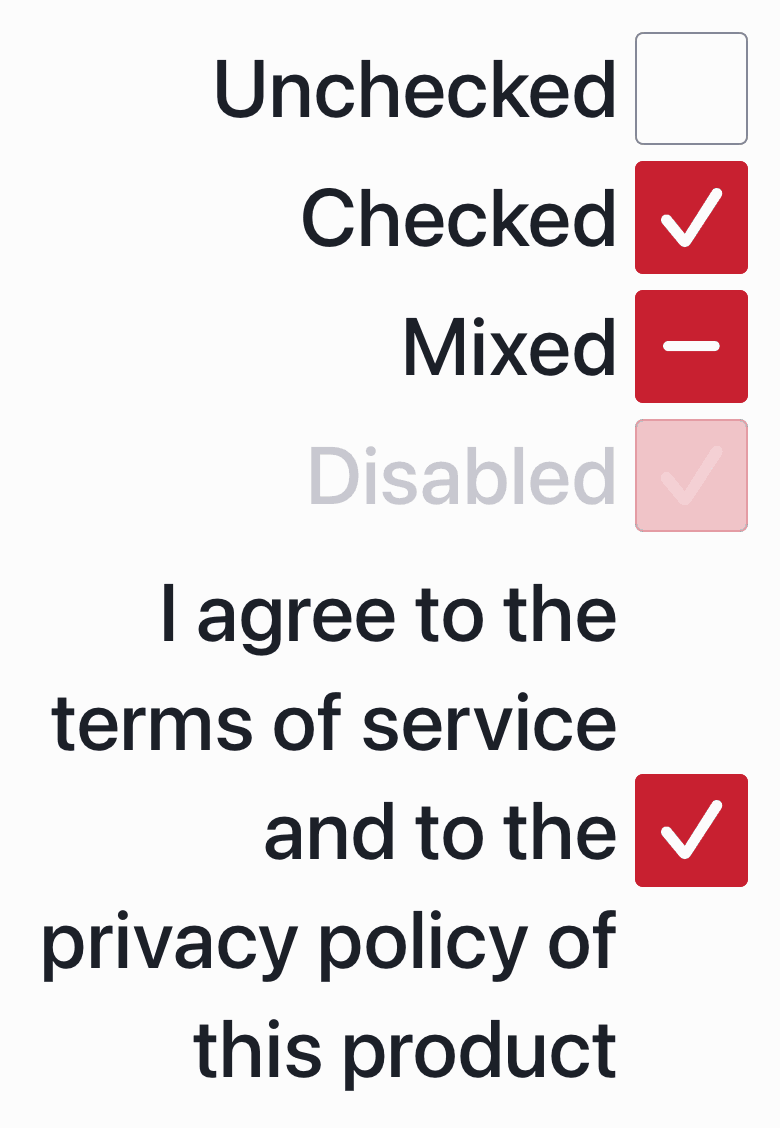 Unchecked
Checked
Mixed
Disabled
I agree to the
terms of service
and to the
privacy policy of
this product